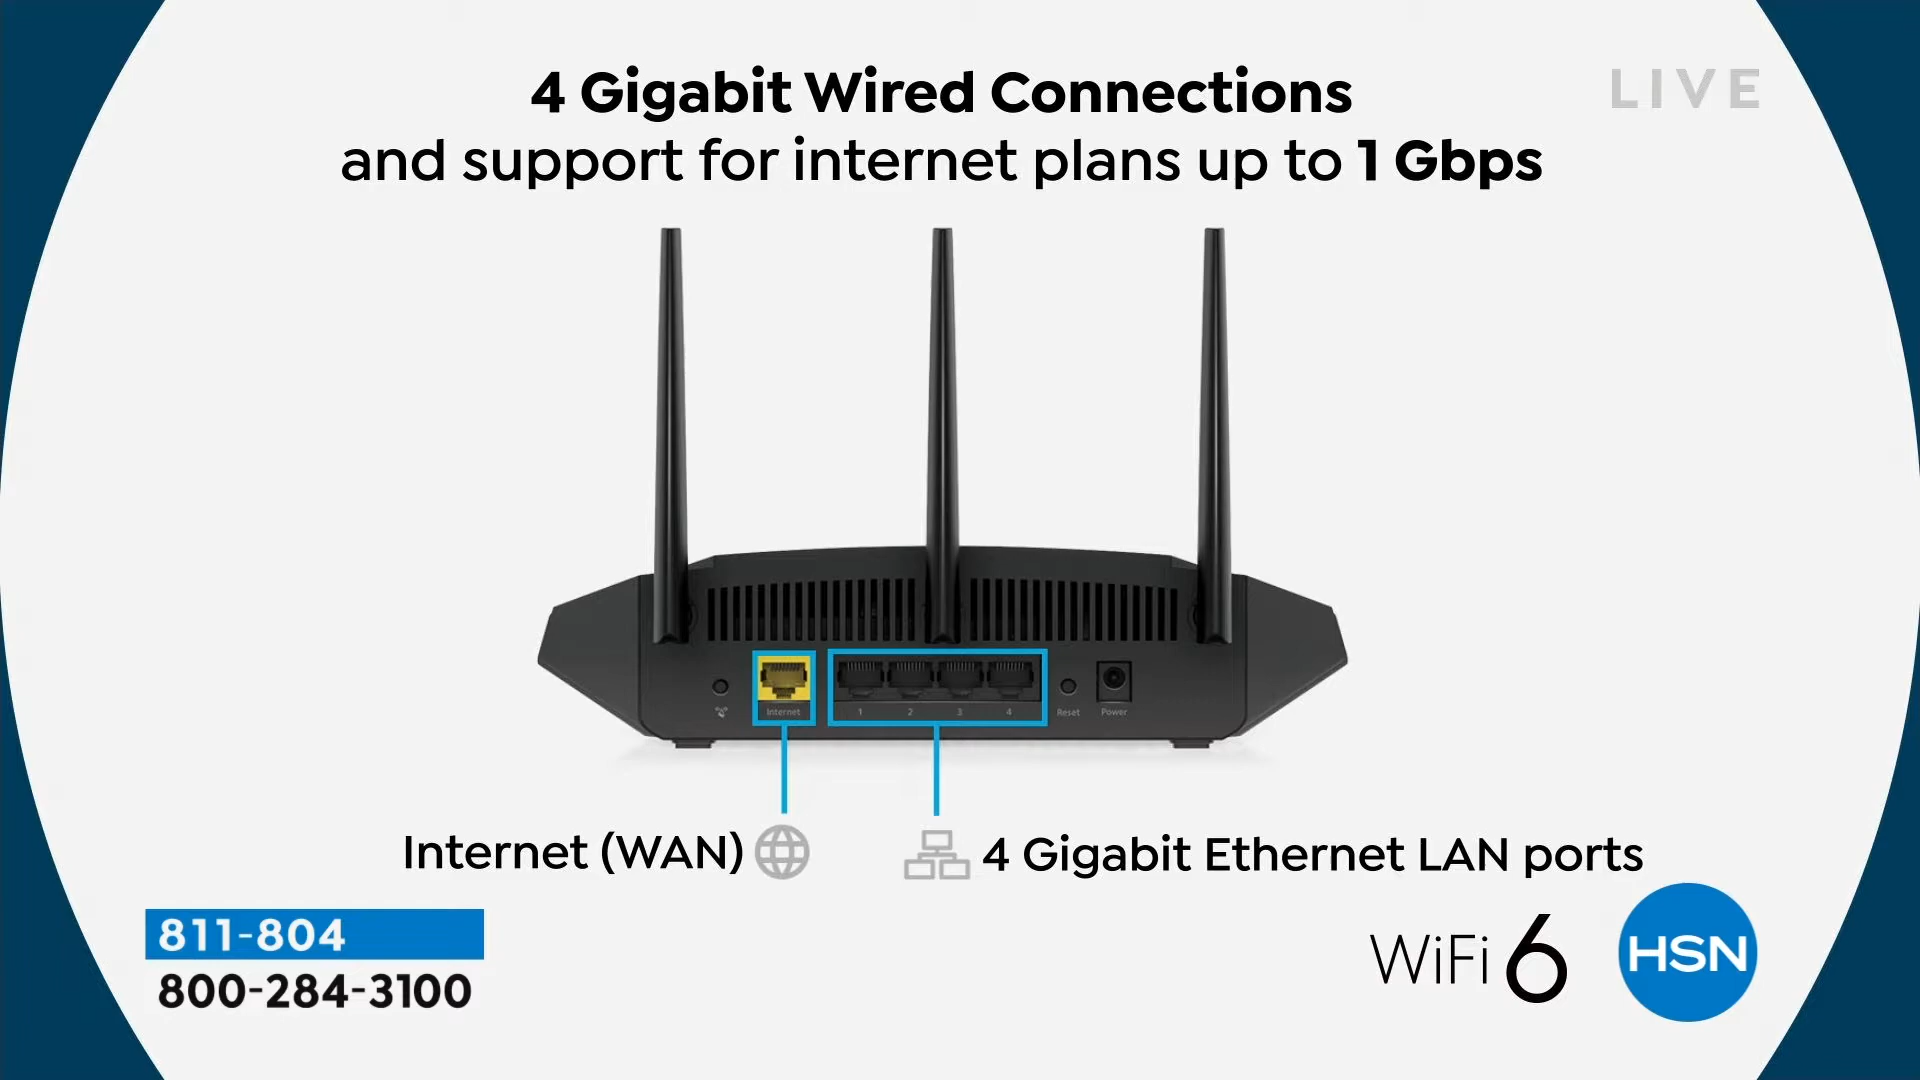 4 Gigabit Wired Connections
and support for internet plans up to 1 Gbps
LIVE
Internet
1 2 3 4
Reset
Power
Internet (WAN)
4 Gigabit Ethernet LAN ports
811-804
800-284-3100
WiFi 6
HSN